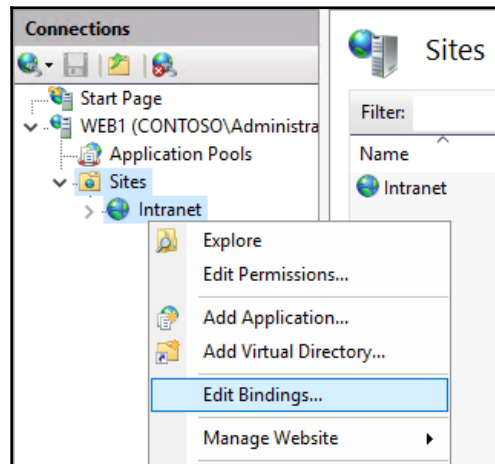 Connections
Start Page
WEB1 (CONTOSO\Administra
Application Pools
Sites
Intranet
Explore
Edit Permissions...
Add Application...
Add Virtual Directory...
Edit Bindings...
Manage Website
Sites
Filter:
Name
Intranet